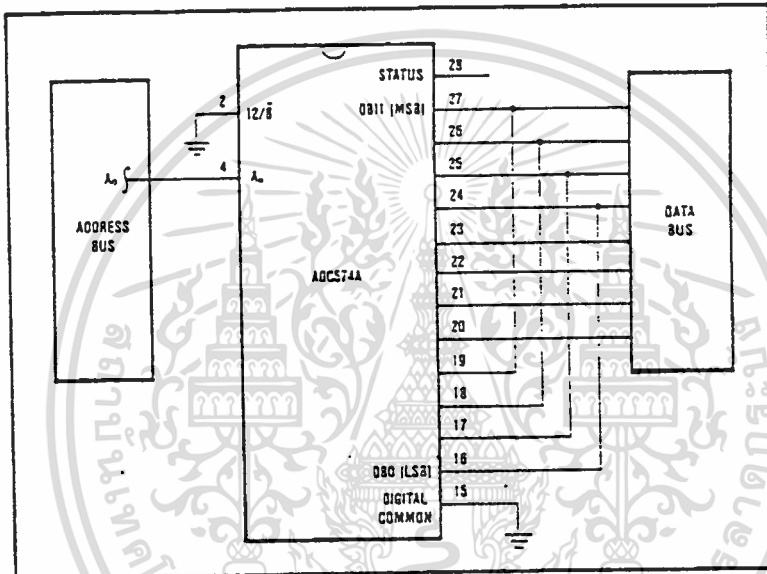 STATUS 28
2 12/8̅
DB11 (MSB) 27
26
A₀ 4 A₀
25
24
ADDRESS BUS
23
DATA BUS
22
ADC574A
21
20
19
18
17
16
DB0 (LSB)
15
DIGITAL COMMON